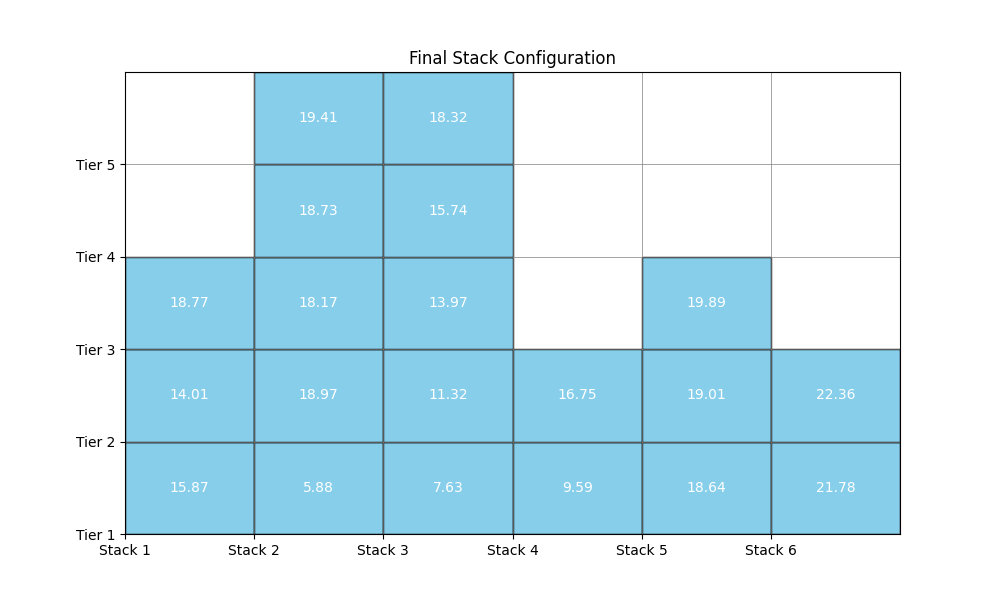 Final Stack Configuration
19.41 18.32
Tier 5
18.73 15.74
Tier 4
18.77 18.17 13.97 19.89
Tier 3
14.01 18.97 11.32 16.75 19.01 22.36
Tier 2
15.87 5.88 7.63 9.59 18.64 21.78
Tier 1
Stack 1 Stack 2 Stack 3 Stack 4 Stack 5 Stack 6